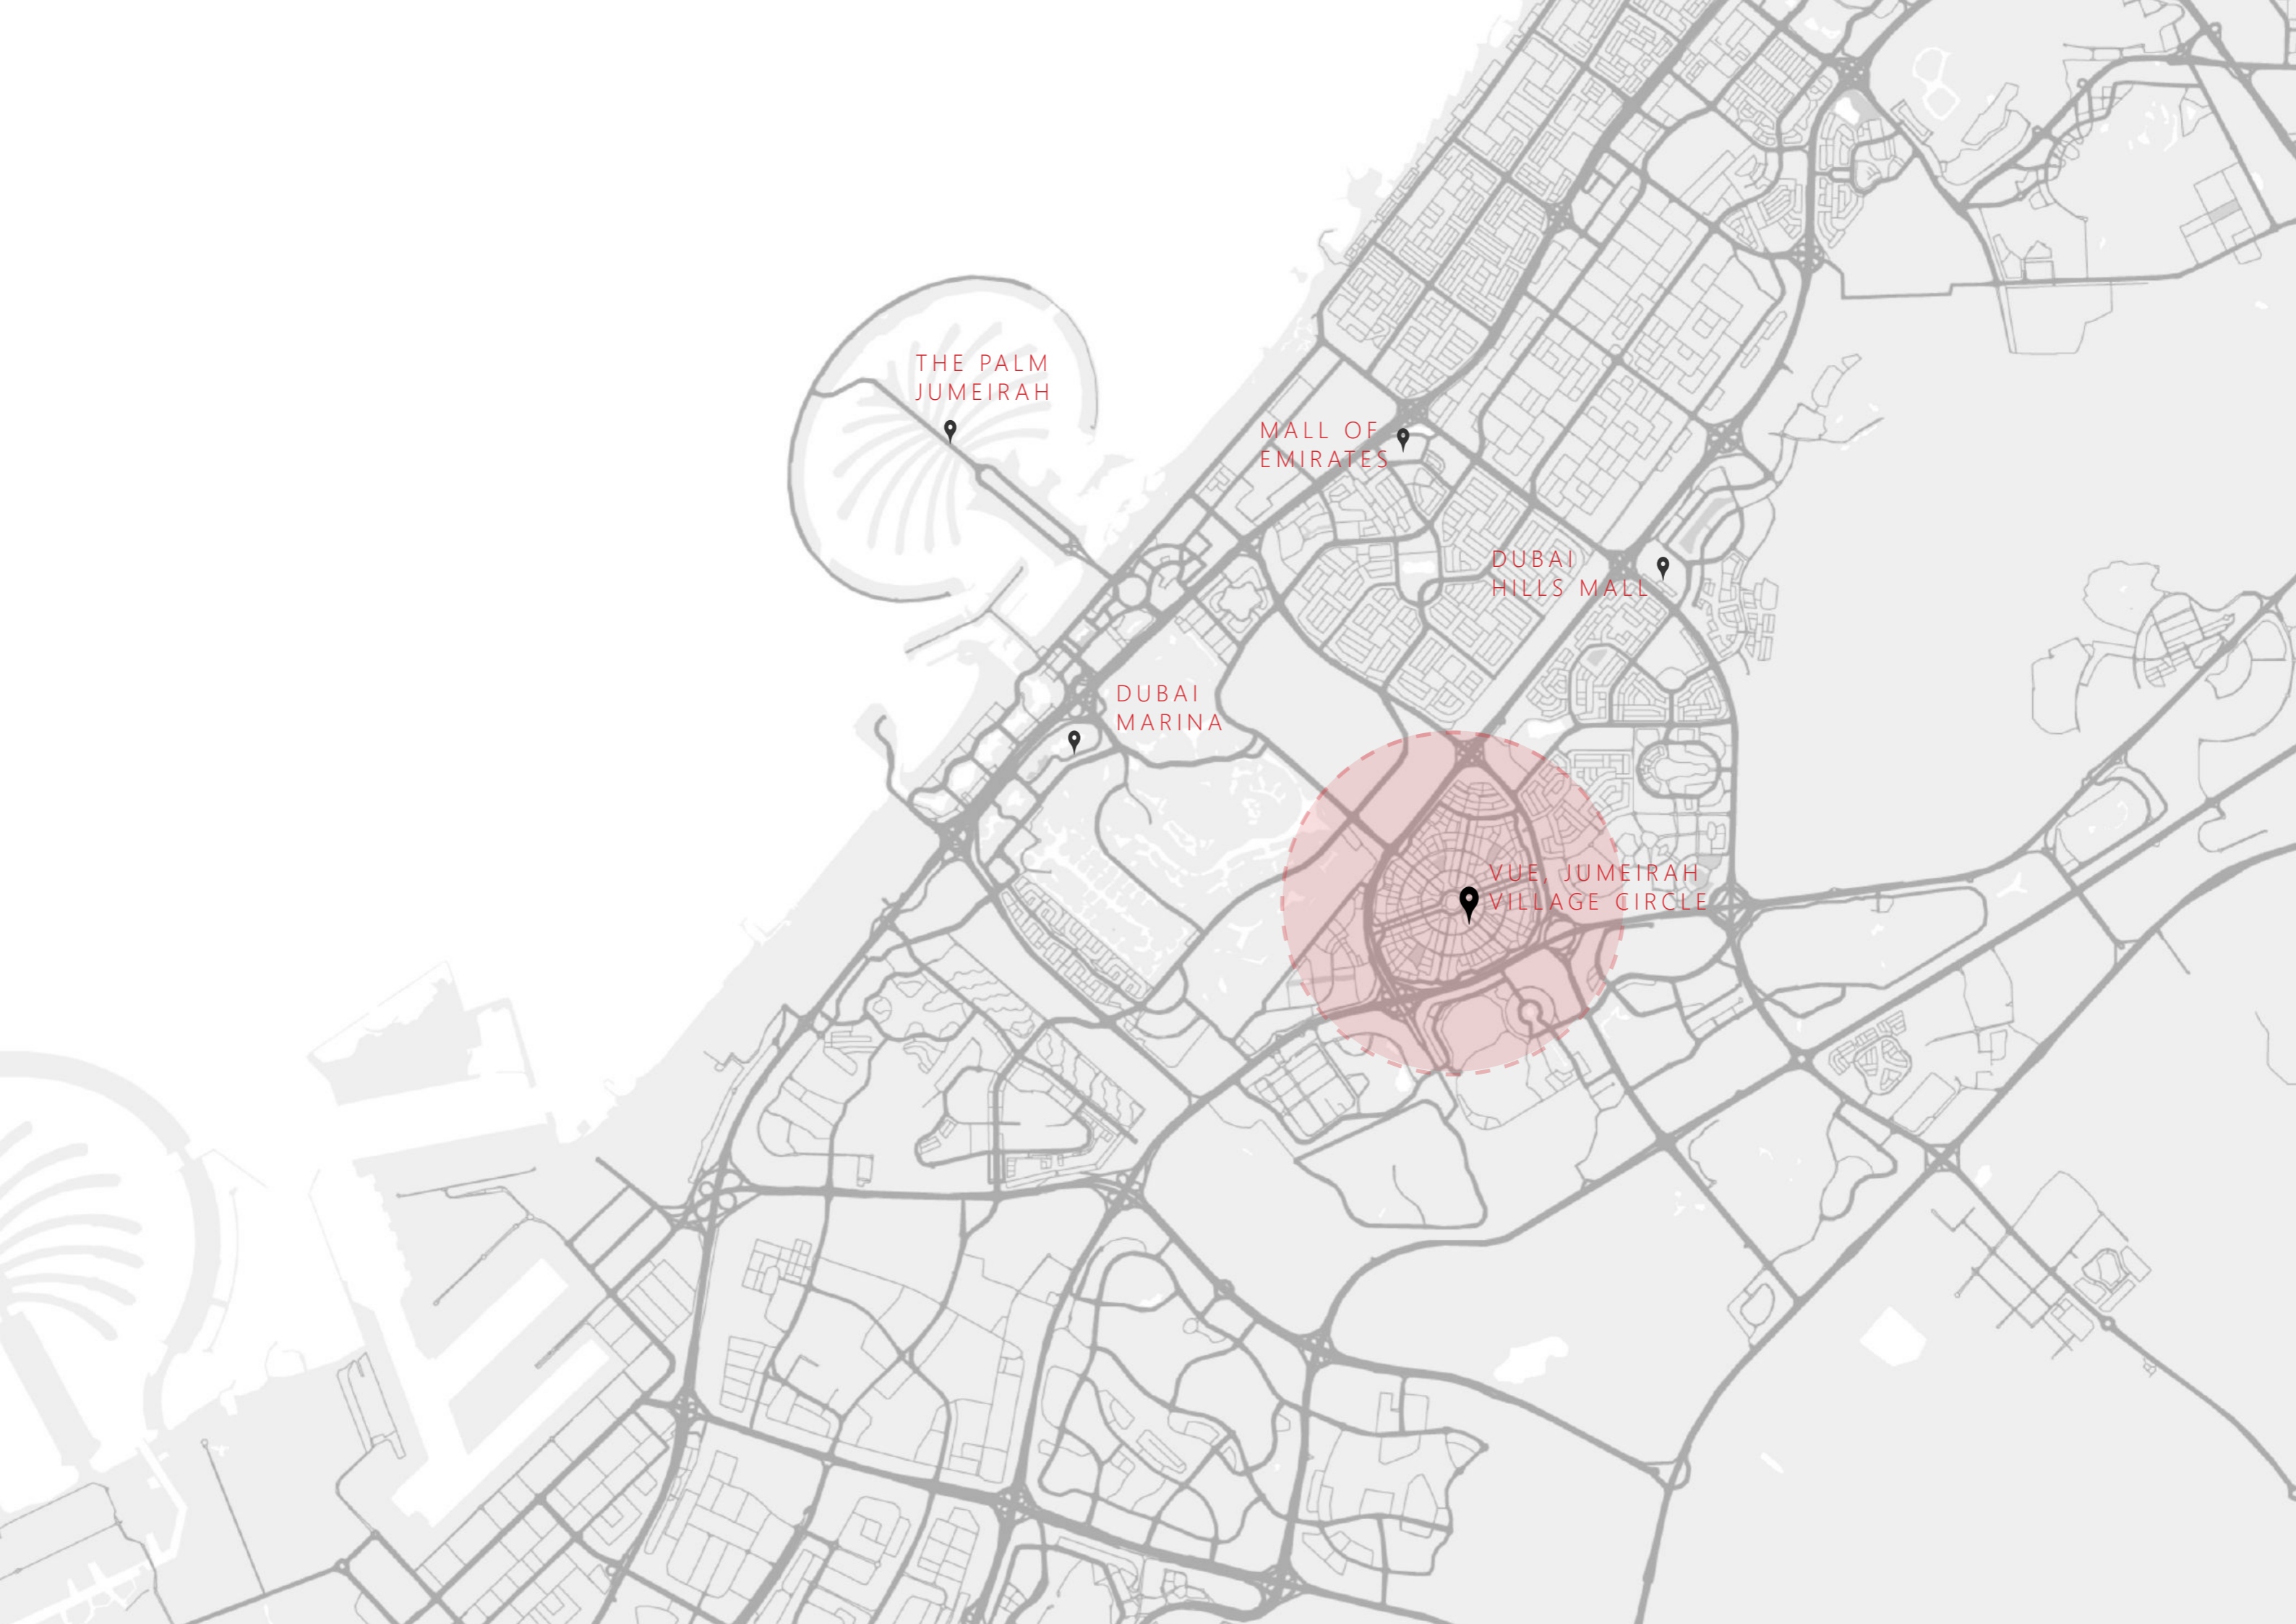 THE PALM
JUMEIRAH
MALL OF
EMIRATES
DUBAI
HILLS MALL
DUBAI
MARINA
VUE, JUMEIRAH
VILLAGE CIRCLE